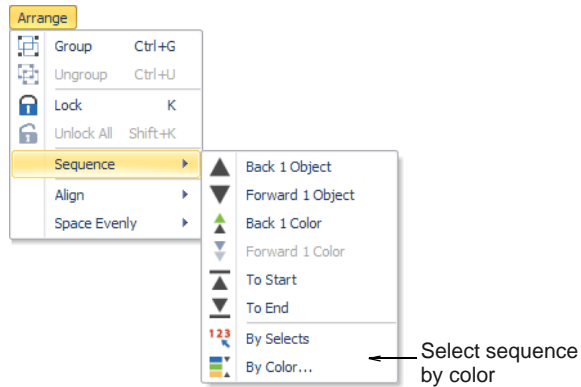 Arrange
Group Ctrl+G
Ungroup Ctrl+U
Lock K
Unlock All Shift+K
Sequence
Align
Space Evenly
Back 1 Object
Forward 1 Object
Back 1 Color
Forward 1 Color
To Start
To End
123 By Selects
By Color...
Select sequence
by color